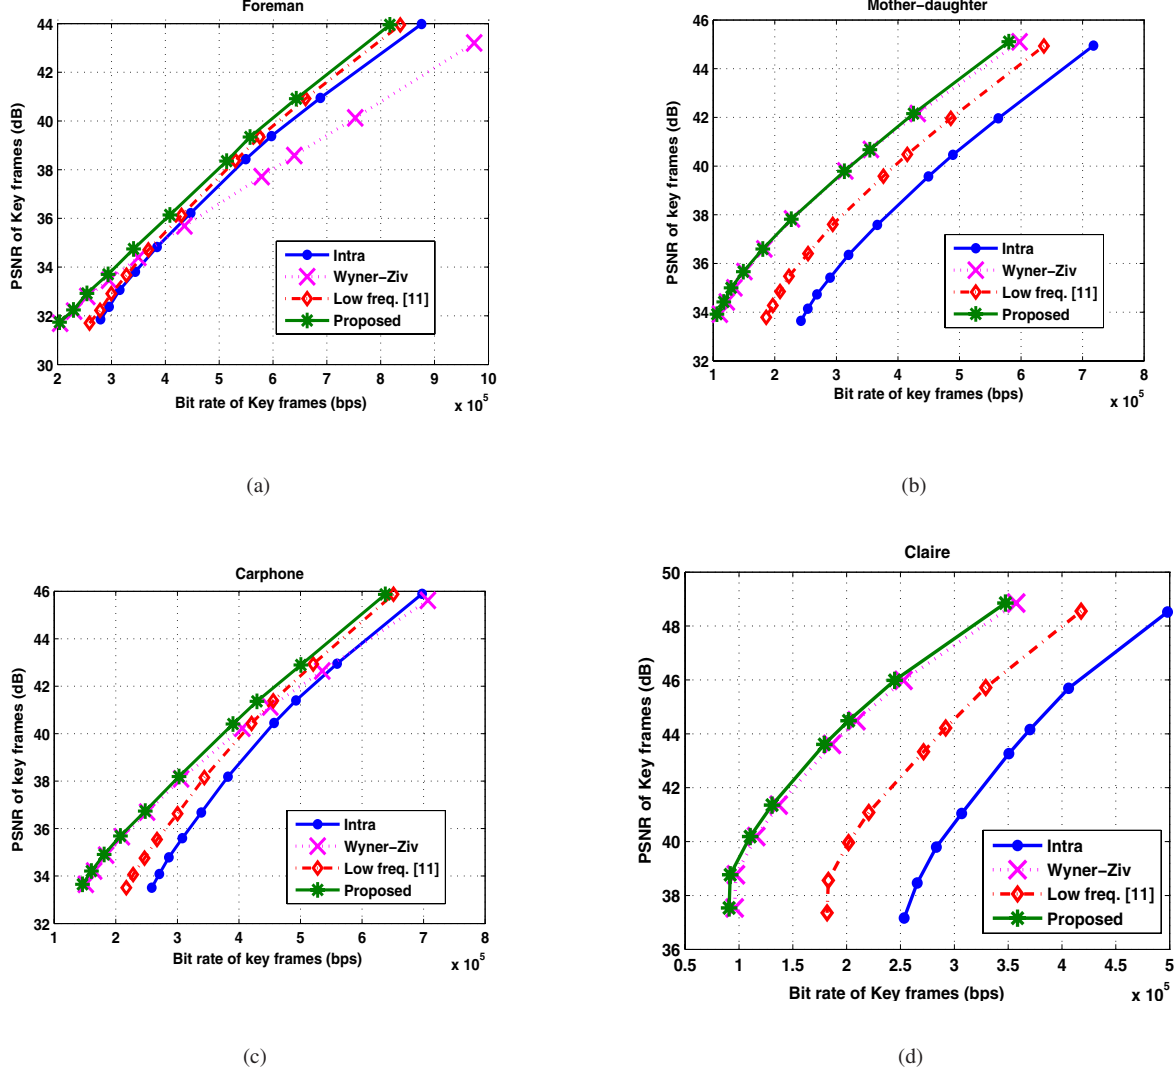 Foreman
PSNR of Key frames (dB)
44
42
40
38
36
34
32
30
2 3 4 5 6 7 8 9 10
Bit rate of Key frames (bps)
x 10^5
Intra
Wyner−Ziv
Low freq. [11]
Proposed
(a)
Mother−daughter
PSNR of key frames (dB)
46
44
42
40
38
36
34
32
1 2 3 4 5 6 7 8
Bit rate of key frames (bps)
x 10^5
Intra
Wyner−Ziv
Low freq. [11]
Proposed
(b)
Carphone
PSNR of key frames (dB)
46
44
42
40
38
36
34
32
1 2 3 4 5 6 7 8
Bit rate of key frames (bps)
x 10^5
Intra
Wyner−Ziv
Low freq. [11]
Proposed
(c)
Claire
PSNR of Key frames (dB)
50
48
46
44
42
40
38
36
0.5 1 1.5 2 2.5 3 3.5 4 4.5 5
Bit rate of Key frames (bps)
x 10^5
Intra
Wyner−Ziv
Low freq. [11]
Proposed
(d)